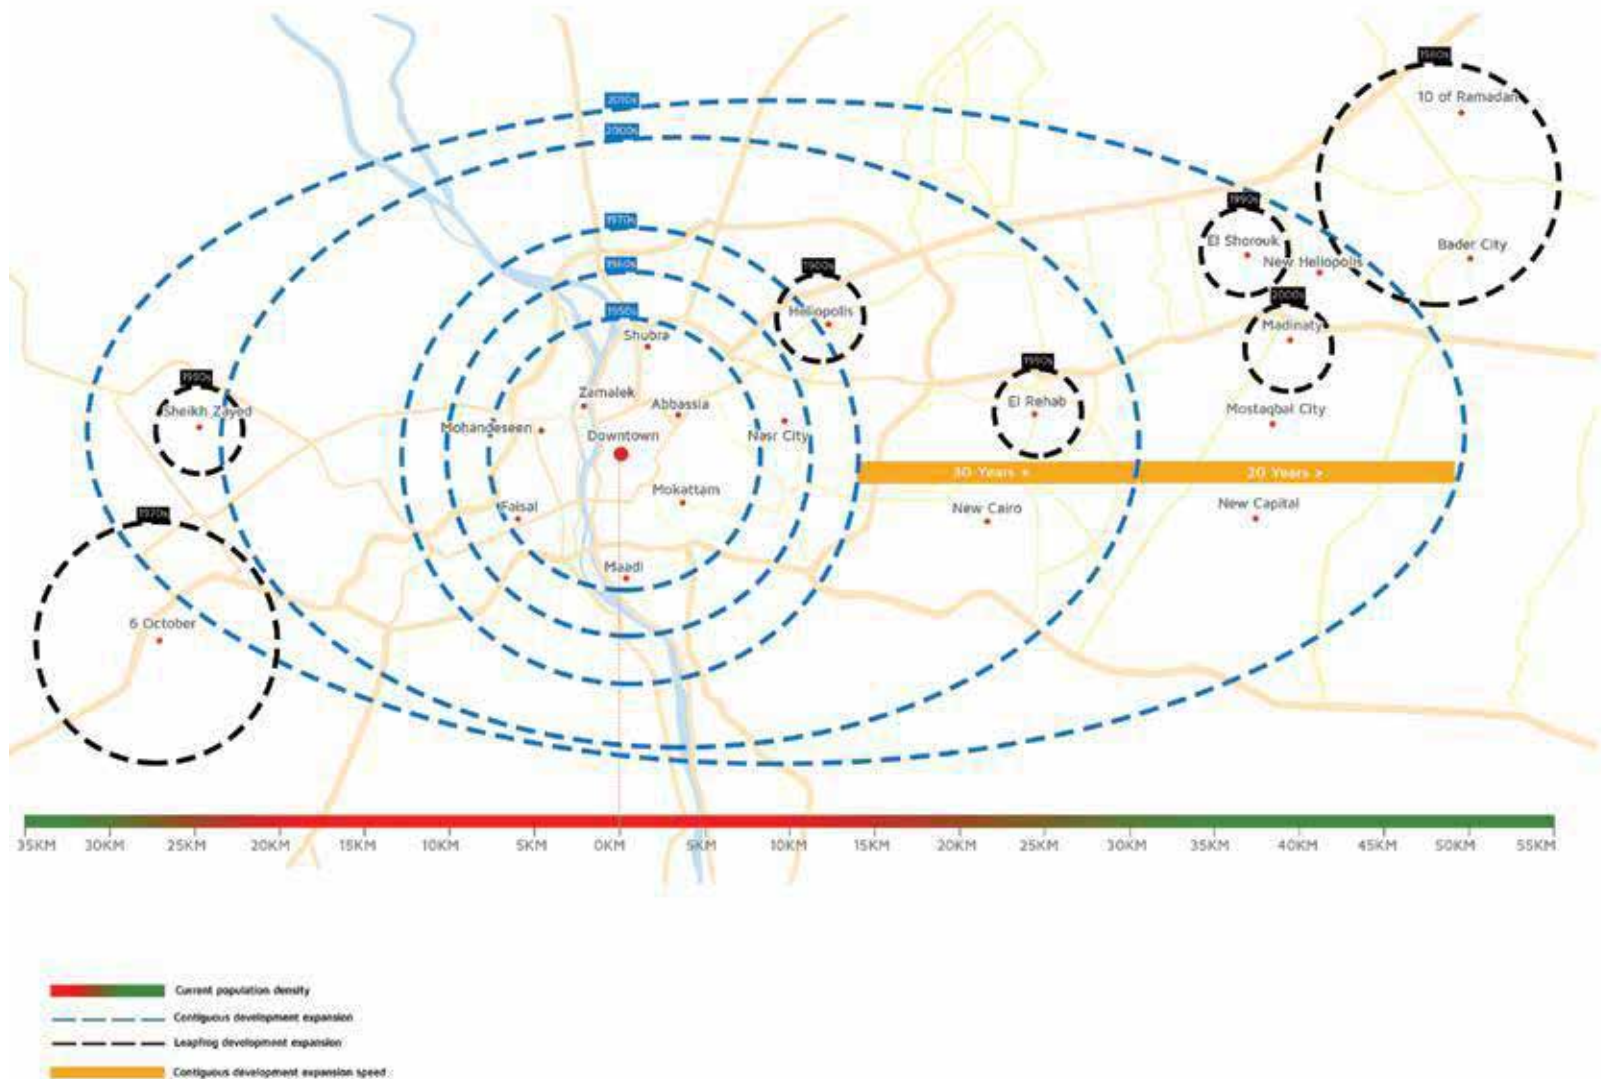 1980s
10 of Ramadan
2010s
2000s
1990s
1970s
El Shorouk
Bader City
New Heliopolis
1960s
1900s
2000s
1950s
Heliopolis
Madinaty
Shubra
1990s
Zamalek
El Rehab
Sheikh Zayed
Abbassia
Mostaqbal City
Mohandeseen
Downtown
Nasr City
20 Years >
Mokattam
Faisal
New Cairo
New Capital
1970s
Maadi
6 October
35KM 30KM 25KM 20KM 15KM 10KM 5KM 0KM 5KM 10KM 15KM 20KM 25KM 30KM 35KM 40KM 45KM 50KM 55KM
Current population density
Contiguous development expansion
Leapfrog development expansion
Contiguous development expansion speed